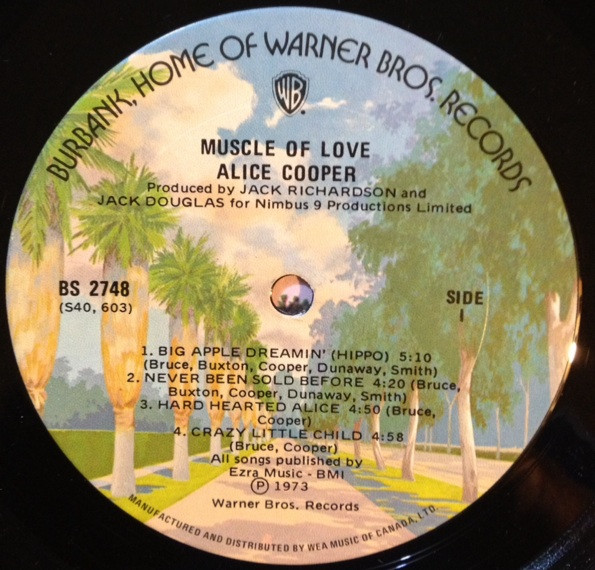 BURBANK, HOME OF WARNER BROS. RECORDS
WB
MUSCLE OF LOVE
ALICE COOPER
Produced by JACK RICHARDSON and
JACK DOUGLAS for Nimbus 9 Productions Limited
BS 2748
(S40, 603)
SIDE
1
1. BIG APPLE DREAMIN' (HIPPO) 5:10
(Bruce, Buxton, Cooper, Dunaway, Smith)
2. NEVER BEEN SOLD BEFORE 4:20 (Bruce,
Buxton, Cooper, Dunaway, Smith)
3. HARD HEARTED ALICE 4:50 (Bruce,
Cooper)
4. CRAZY LITTLE CHILD 4:58
(Bruce, Cooper)
All songs published by
Ezra Music - BMI
Ⓟ 1973
Warner Bros. Records
MANUFACTURED AND DISTRIBUTED BY WEA MUSIC OF CANADA, LTD.